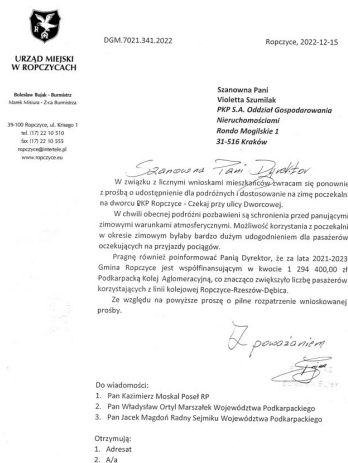 DGM.7021.341.2022
Ropczyce, 2022-12-15
URZĄD MIEJSKI
W ROPCZYCACH
Bolesław Bujak - Burmistrz
Marek Misiura - Z-ca Burmistrza
39-100 Ropczyce, ul. Krisego 1
tel. (17) 22 10 510
fax (17) 22 10 555
ropczyce@intertele.pl
www.ropczyce.eu
Szanowna Pani
Violetta Szumilak
PKP S.A. Oddział Gospodarowania
Nieruchomościami
Rondo Mogilskie 1
31-516 Kraków
Szanowna Pani Dyrektor
W związku z licznymi wnioskami mieszkańców zwracam się ponownie
z prośbą o udostępnienie dla podróżnych i dostosowanie na zimę poczekalni
na dworcu PKP Ropczyce - Czekaj przy ulicy Dworcowej.
W chwili obecnej podróżni pozbawieni są schronienia przed panującymi
zimowymi warunkami atmosferycznymi. Możliwość korzystania z poczekalni
w okresie zimowym byłaby bardzo dużym udogodnieniem dla pasażerów
oczekujących na przyjazdy pociągów.
Pragnę również poinformować Panią Dyrektor, że za lata 2021-2023
Gmina Ropczyce jest współfinansującym w kwocie 1 294 400,00 zł
Podkarpacką Kolej Aglomeracyjną, co znacząco zwiększyło liczbę pasażerów
korzystających z linii kolejowej Ropczyce-Rzeszów-Dębica.
Ze względu na powyższe proszę o pilne rozpatrzenie wnioskowanej
prośby.
Z poważaniem
Do wiadomości:
1. Pan Kazimierz Moskal Poseł RP
2. Pan Władysław Ortyl Marszałek Województwa Podkarpackiego
3. Pan Jacek Magdoń Radny Sejmiku Województwa Podkarpackiego
Otrzymują:
1. Adresat
2. A/a